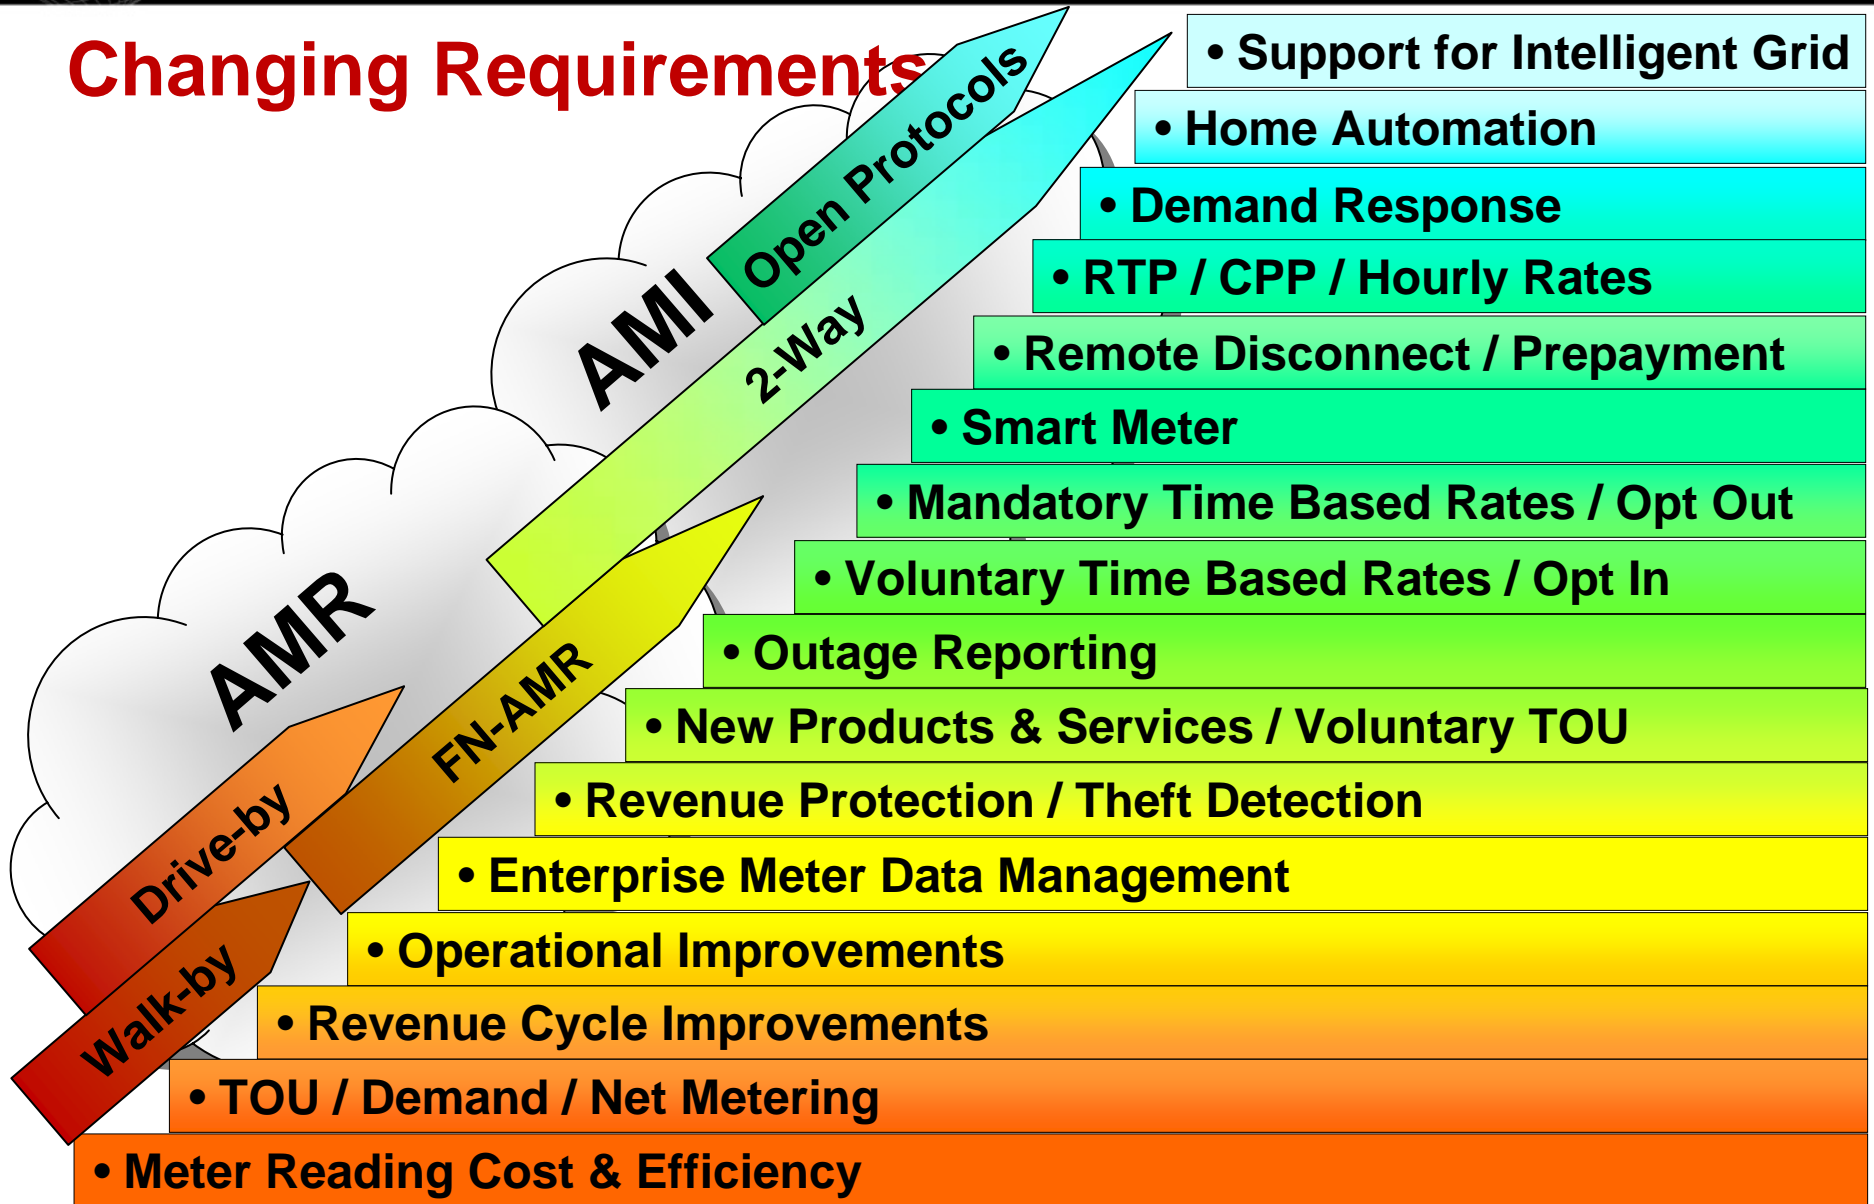 Changing Requirements
• Support for Intelligent Grid
• Home Automation
• Demand Response
• RTP / CPP / Hourly Rates
• Remote Disconnect / Prepayment
• Smart Meter
• Mandatory Time Based Rates / Opt Out
• Voluntary Time Based Rates / Opt In
• Outage Reporting
• New Products & Services / Voluntary TOU
• Revenue Protection / Theft Detection
• Enterprise Meter Data Management
• Operational Improvements
• Revenue Cycle Improvements
• TOU / Demand / Net Metering
• Meter Reading Cost & Efficiency
Open Protocols
AMI
2-Way
AMR
FN-AMR
Drive-by
Walk-by